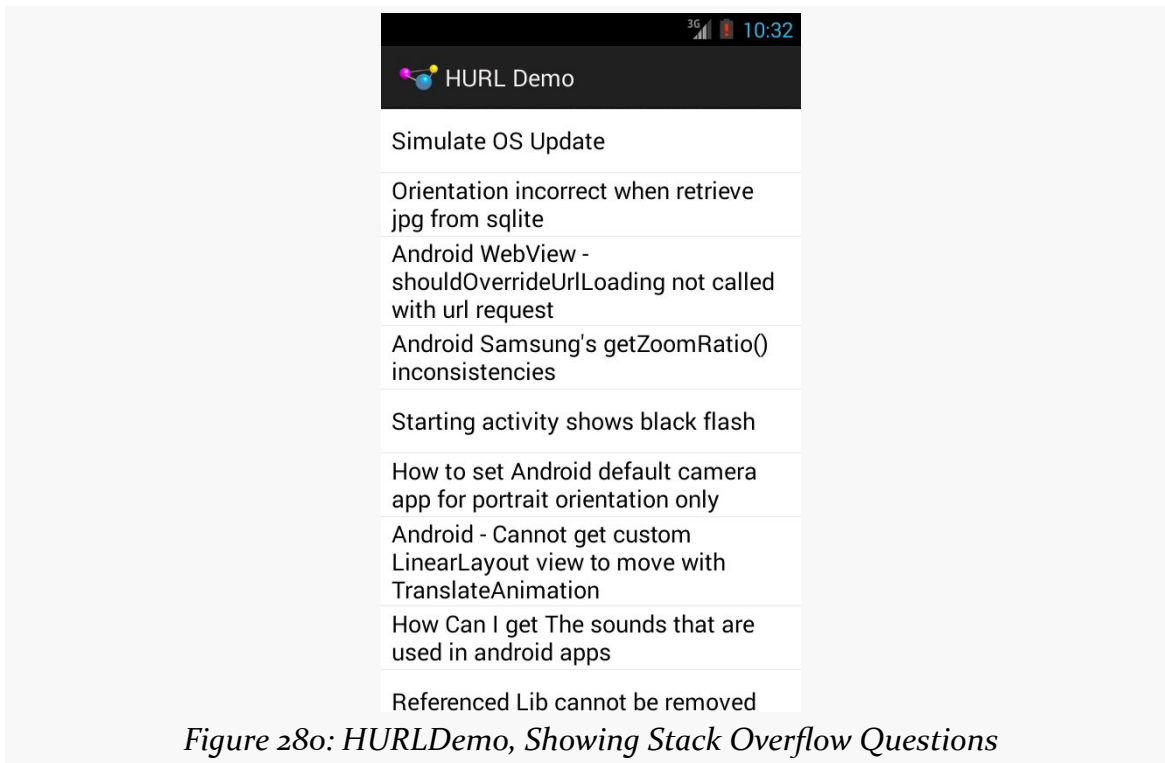 3G 10:32
HURL Demo
Simulate OS Update
Orientation incorrect when retrieve
jpg from sqlite
Android WebView -
shouldOverrideUrlLoading not called
with url request
Android Samsung's getZoomRatio()
inconsistencies
Starting activity shows black flash
How to set Android default camera
app for portrait orientation only
Android - Cannot get custom
LinearLayout view to move with
TranslateAnimation
How Can I get The sounds that are
used in android apps
Referenced Lib cannot be removed
Figure 280: HURLDemo, Showing Stack Overflow Questions